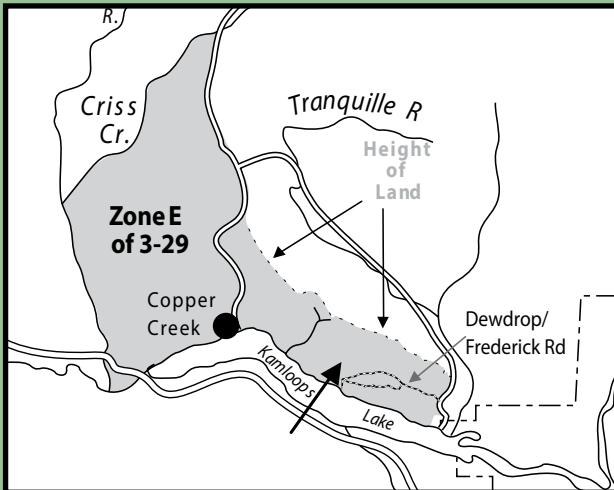 R.
Criss
Cr.
Tranquille R
Height
of
Land
Zone E
of 3-29
Copper
Creek
Dewdrop/
Frederick Rd
Kamloops
Lake